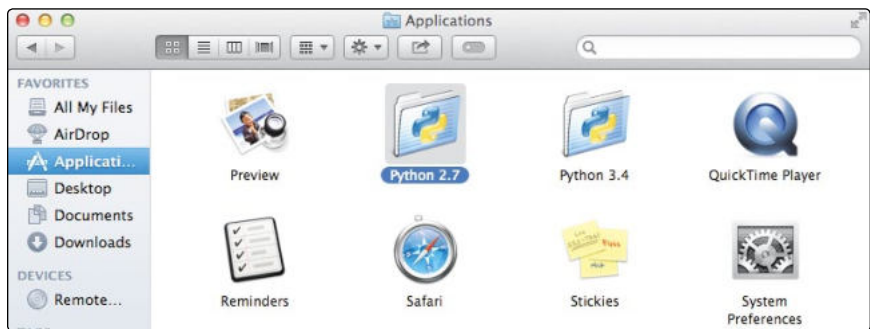 Applications
FAVORITES
All My Files
AirDrop
Applicati...
Desktop
Documents
Downloads
DEVICES
Remote...
Preview
Python 2.7
Python 3.4
QuickTime Player
Reminders
Safari
Stickies
System
Preferences